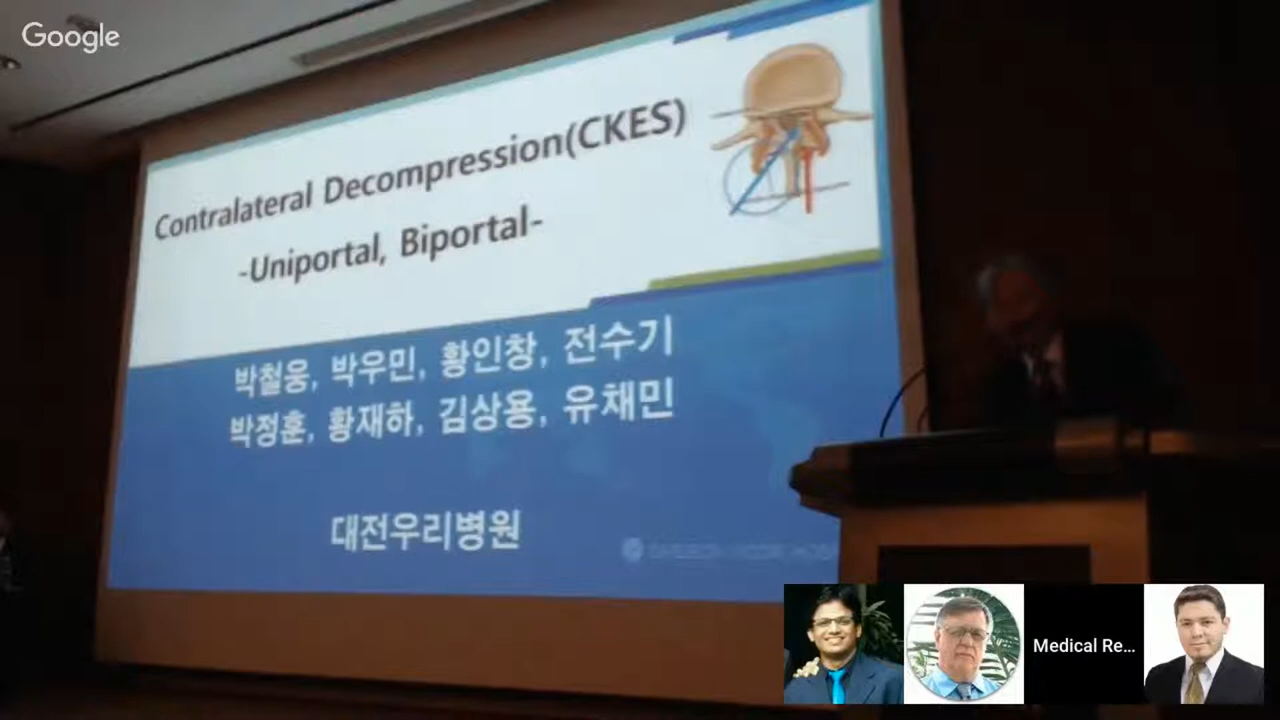 Google
Contralateral Decompression(CKES)
-Uniportal, Biportal-
박철웅, 박우민, 황인창, 전수기
박정훈, 황재하, 김상용, 유채민
대전우리병원
Medical Re...